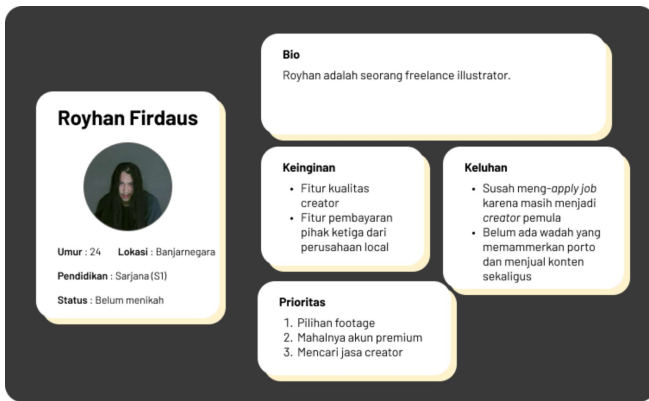 Royhan Firdaus
Umur : 24 Lokasi : Banjarnegara
Pendidikan : Sarjana (S1)
Status : Belum menikah
Bio
Royhan adalah seorang freelance illustrator.
Keinginan
• Fitur kualitas
creator
• Fitur pembayaran
pihak ketiga dari
perusahaan local
Keluhan
• Susah meng-apply job
karena masih menjadi
creator pemula
• Belum ada wadah yang
memammerkan porto
dan menjual konten
sekaligus
Prioritas
1. Pilihan footage
2. Mahalnya akun premium
3. Mencari jasa creator